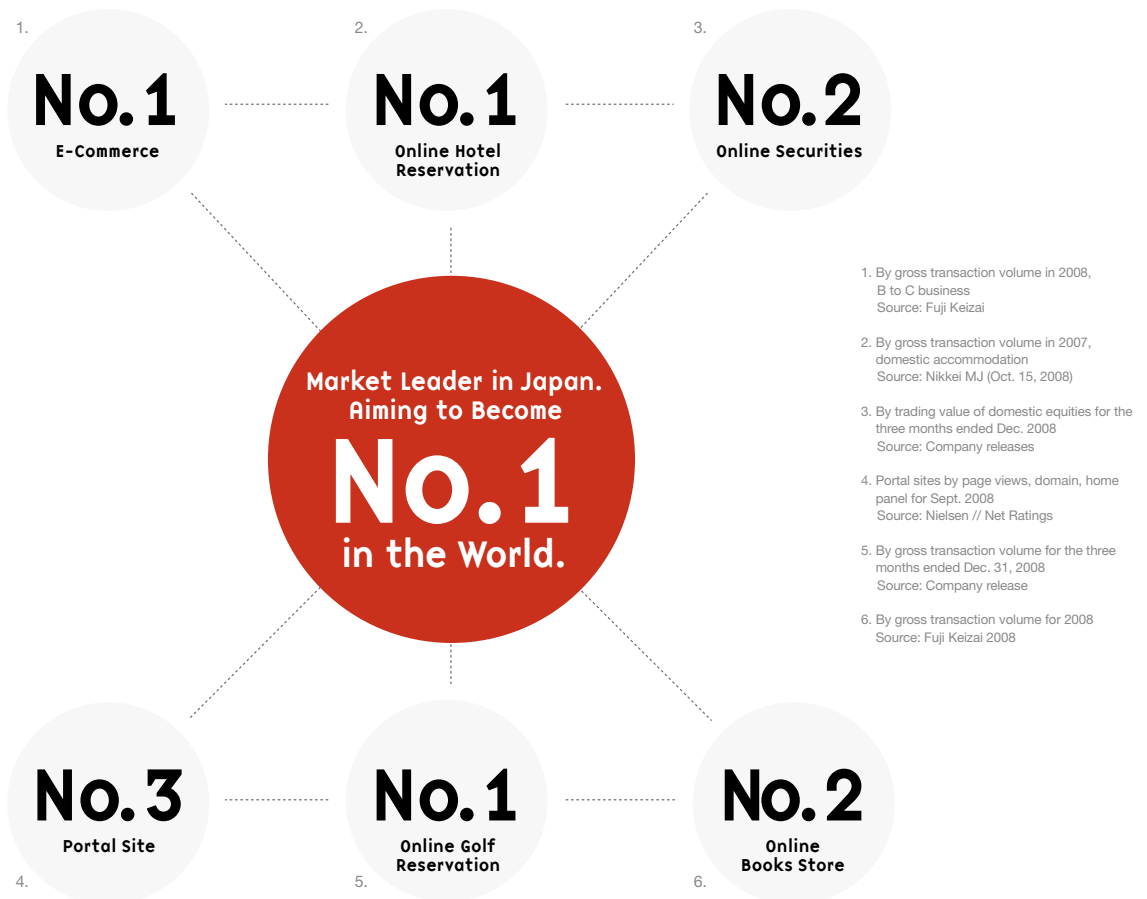 1.
No.1
E-Commerce
2.
No.1
Online Hotel
Reservation
3.
No.2
Online Securities
Market Leader in Japan.
Aiming to Become
No.1
in the World.
1. By gross transaction volume in 2008,
B to C business
Source: Fuji Keizai
2. By gross transaction volume in 2007,
domestic accommodation
Source: Nikkei MJ (Oct. 15, 2008)
3. By trading value of domestic equities for the
three months ended Dec. 2008
Source: Company releases
4. Portal sites by page views, domain, home
panel for Sept. 2008
Source: Nielsen // Net Ratings
5. By gross transaction volume for the three
months ended Dec. 31, 2008
Source: Company release
6. By gross transaction volume for 2008
Source: Fuji Keizai 2008
No.3
Portal Site
4.
No.1
Online Golf
Reservation
5.
No.2
Online
Books Store
6.